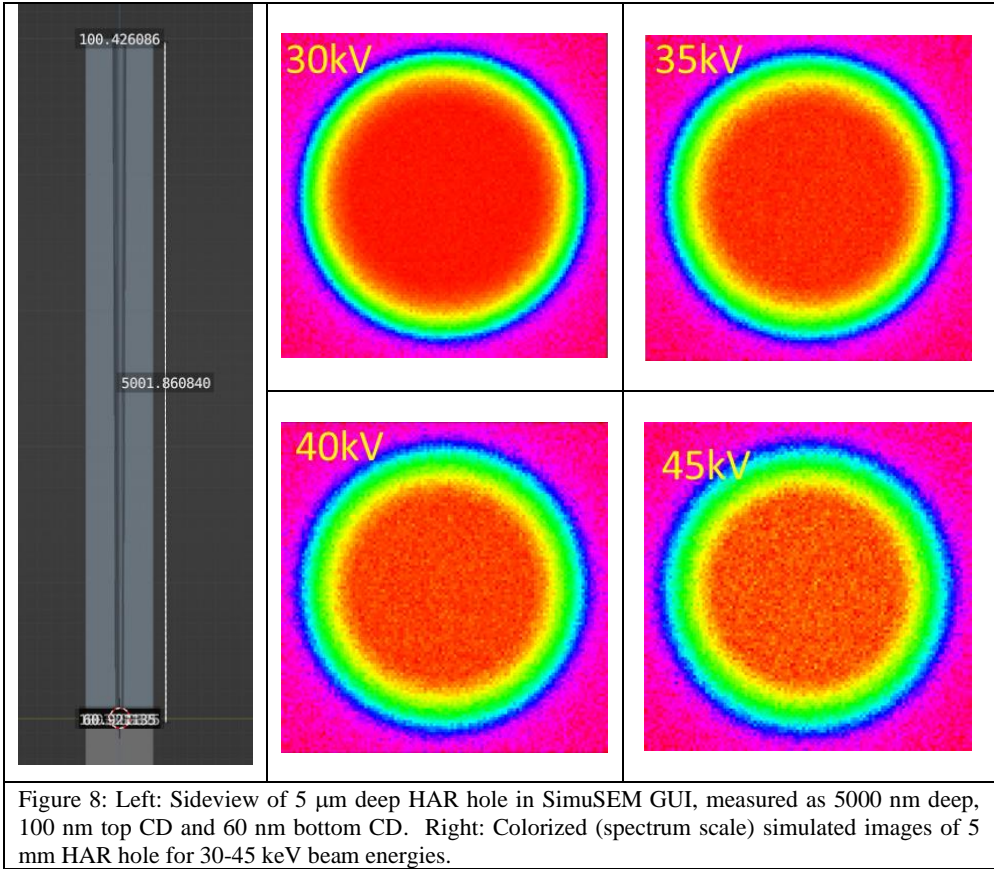 100.426086
30kV
35kV
5001.860840
40kV
45kV
Figure 8: Left: Sideview of 5 μm deep HAR hole in SimuSEM GUI, measured as 5000 nm deep,
100 nm top CD and 60 nm bottom CD. Right: Colorized (spectrum scale) simulated images of 5
mm HAR hole for 30-45 keV beam energies.